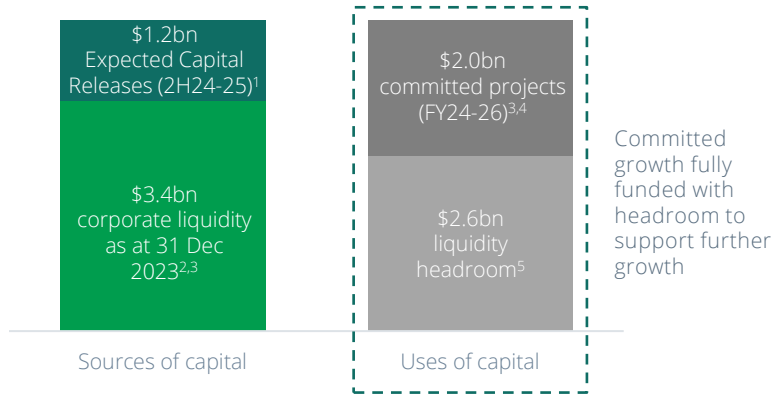 $1.2bn
Expected Capital
Releases (2H24-25)¹
$3.4bn
corporate liquidity
as at 31 Dec
2023²,³
Sources of capital
$2.0bn
committed projects
(FY24-26)³,⁴
$2.6bn
liquidity
headroom⁵
Uses of capital
Committed
growth fully
funded with
headroom to
support further
growth